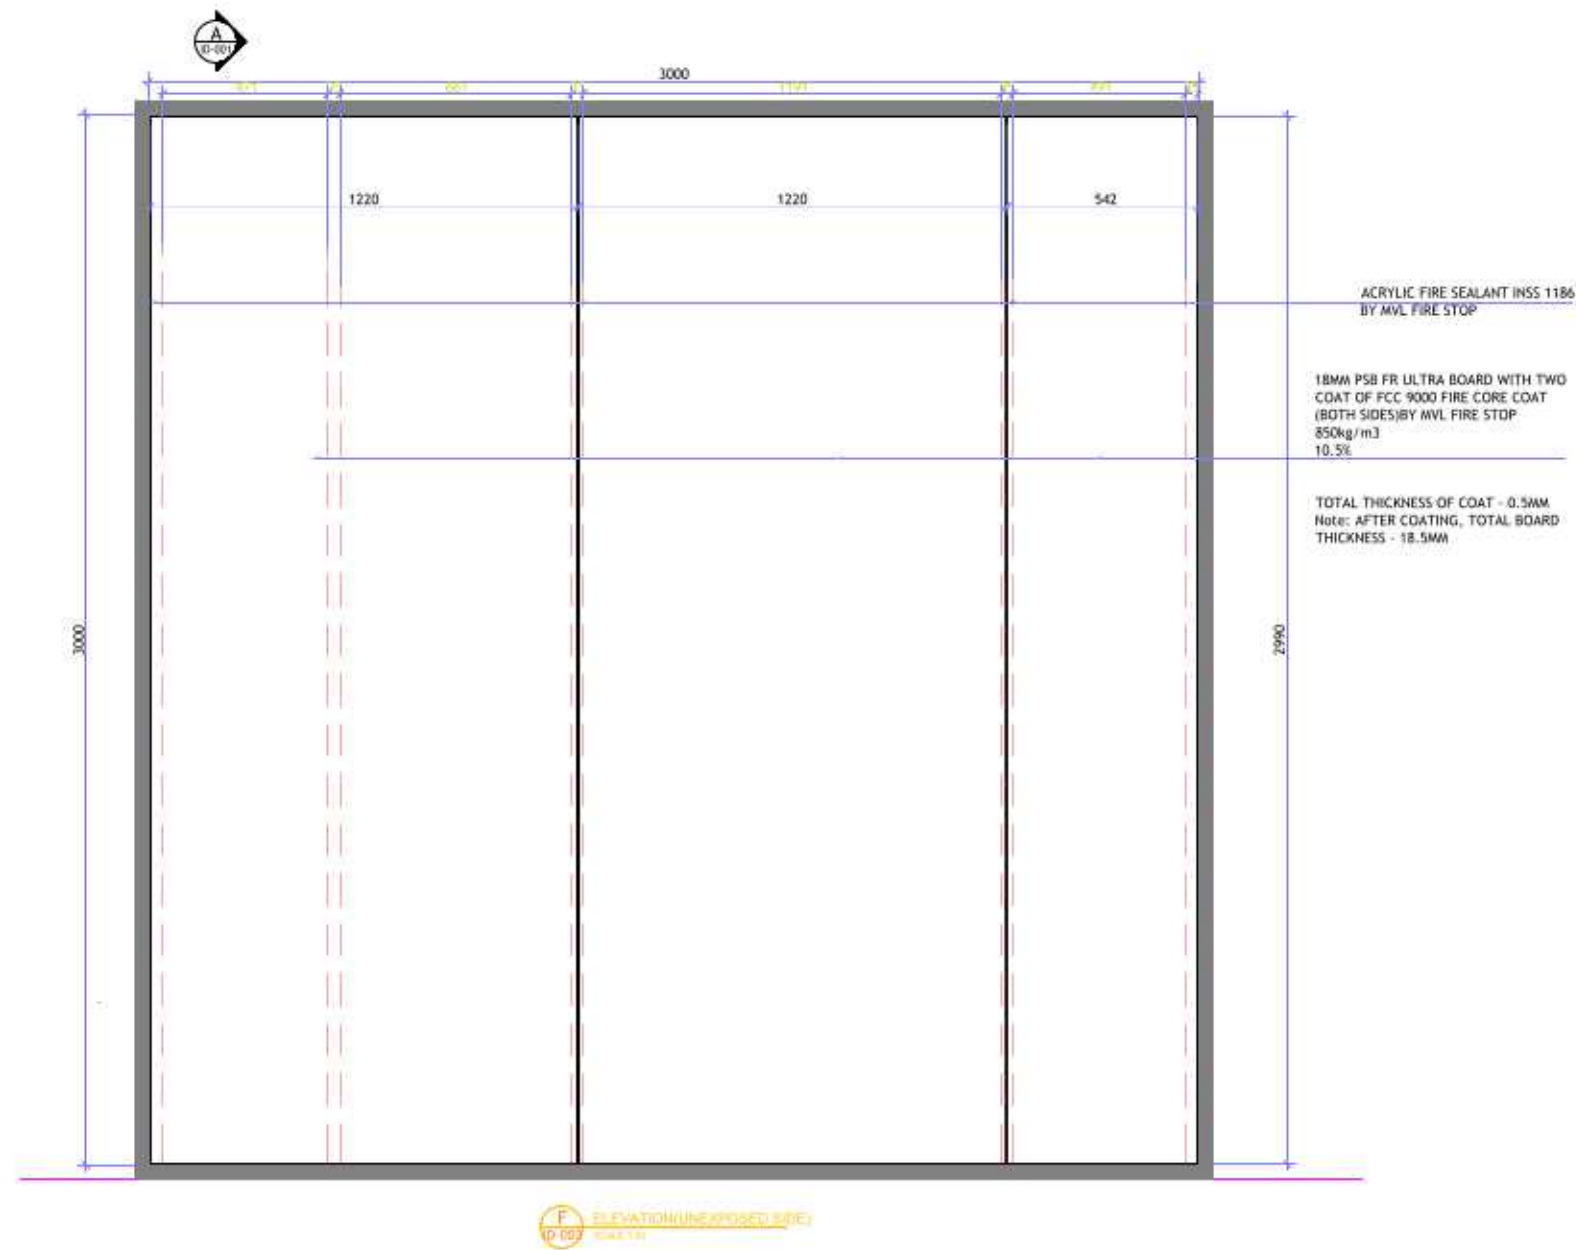 A
ID-001
3000
1220
1220
542
ACRYLIC FIRE SEALANT INSS 1186
BY MVL FIRE STOP
18MM PSB FR ULTRA BOARD WITH TWO
COAT OF FCC 9000 FIRE CORE COAT
(BOTH SIDES)BY MVL FIRE STOP
850kg/m3
10.5%
TOTAL THICKNESS OF COAT - 0.5MM
Note: AFTER COATING, TOTAL BOARD
THICKNESS - 18.5MM
3000
2990
F
ID-003
ELEVATION(UNEXPOSED SIDE)